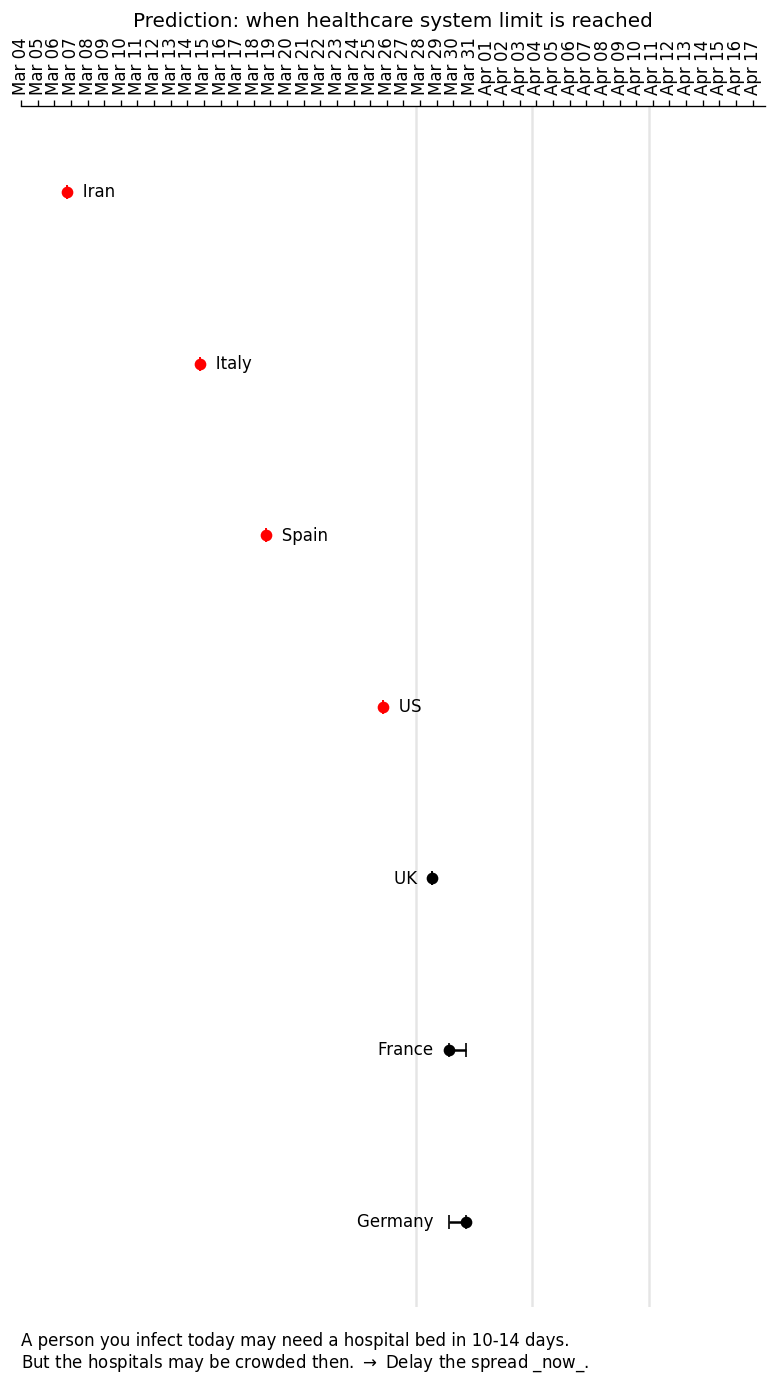 Prediction: when healthcare system limit is reached
Mar 04
Mar 05
Mar 06
Mar 07
Mar 08
Mar 09
Mar 10
Mar 11
Mar 12
Mar 13
Mar 14
Mar 15
Mar 16
Mar 17
Mar 18
Mar 19
Mar 20
Mar 21
Mar 22
Mar 23
Mar 24
Mar 25
Mar 26
Mar 27
Mar 28
Mar 29
Mar 30
Mar 31
Apr 01
Apr 02
Apr 03
Apr 04
Apr 05
Apr 06
Apr 07
Apr 08
Apr 09
Apr 10
Apr 11
Apr 12
Apr 13
Apr 14
Apr 15
Apr 16
Apr 17
Iran
Italy
Spain
US
UK
France
Germany
A person you infect today may need a hospital bed in 10-14 days.
But the hospitals may be crowded then. → Delay the spread _now_.